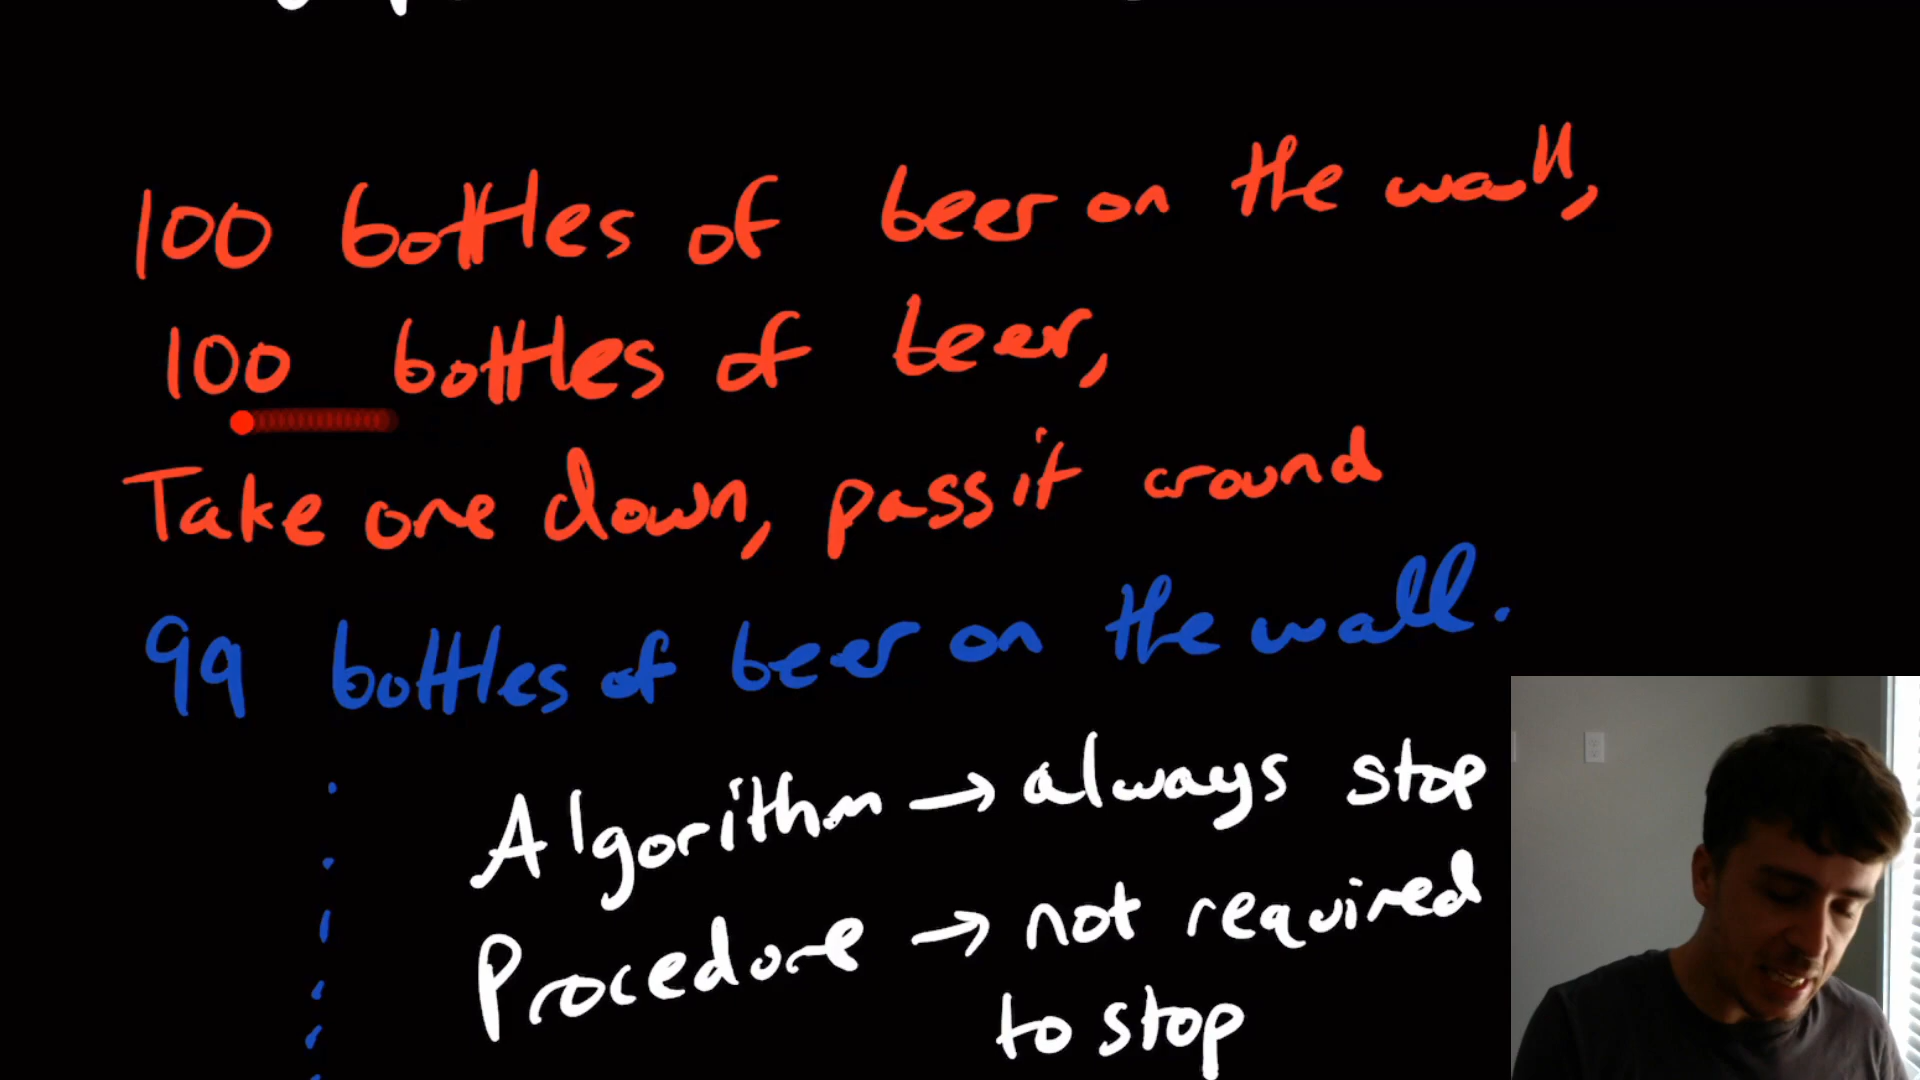 100 bottles of beer on the wall,
100 bottles of beer,
Take one down, pass it around
99 bottles of beer on the wall.
Algorithm → always stop
Procedure → not required
to stop